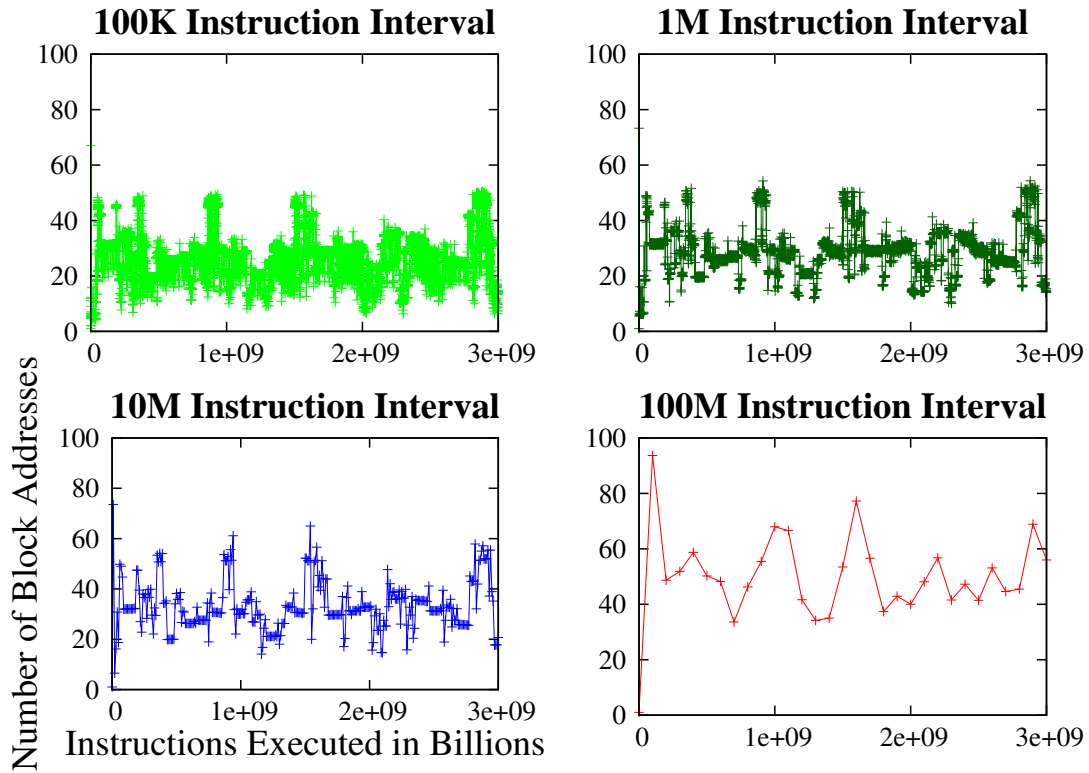 100K Instruction Interval
100
80
60
40
20
0
0 1e+09 2e+09 3e+09
1M Instruction Interval
100
80
60
40
20
0
0 1e+09 2e+09 3e+09
Number of Block Addresses
10M Instruction Interval
100
80
60
40
20
0
0 1e+09 2e+09 3e+09
Instructions Executed in Billions
100M Instruction Interval
100
80
60
40
20
0
0 1e+09 2e+09 3e+09